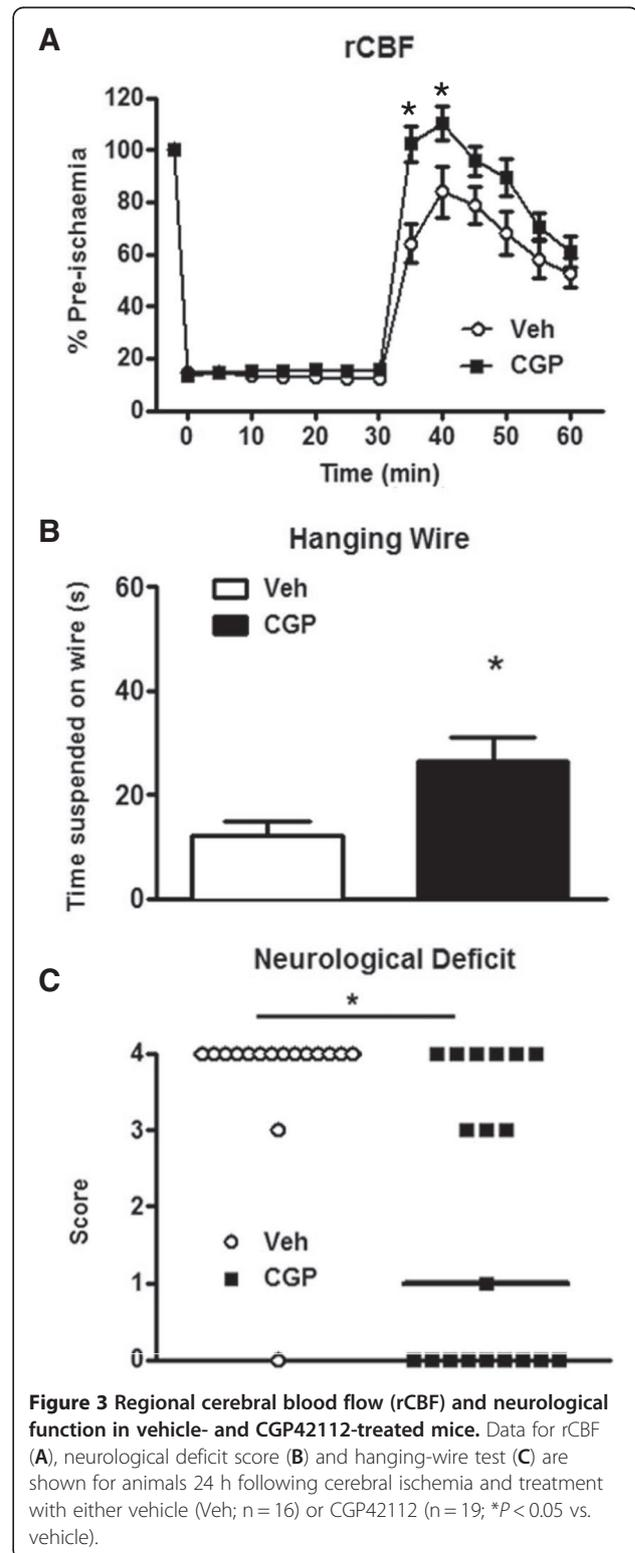 A
rCBF
120
100
80
60
40
20
0
% Pre-ischaemia
Veh
CGP
0 10 20 30 40 50 60
Time (min)
* *
B
Hanging Wire
60
40
20
0
Time suspended on wire (s)
Veh
CGP
*
C
Neurological Deficit
*
4
3
2
1
0
Score
Veh
CGP
Figure 3 Regional cerebral blood flow (rCBF) and neurological
function in vehicle- and CGP42112-treated mice. Data for rCBF
(A), neurological deficit score (B) and hanging-wire test (C) are
shown for animals 24 h following cerebral ischemia and treatment
with either vehicle (Veh; n = 16) or CGP42112 (n = 19; *P < 0.05 vs.
vehicle).